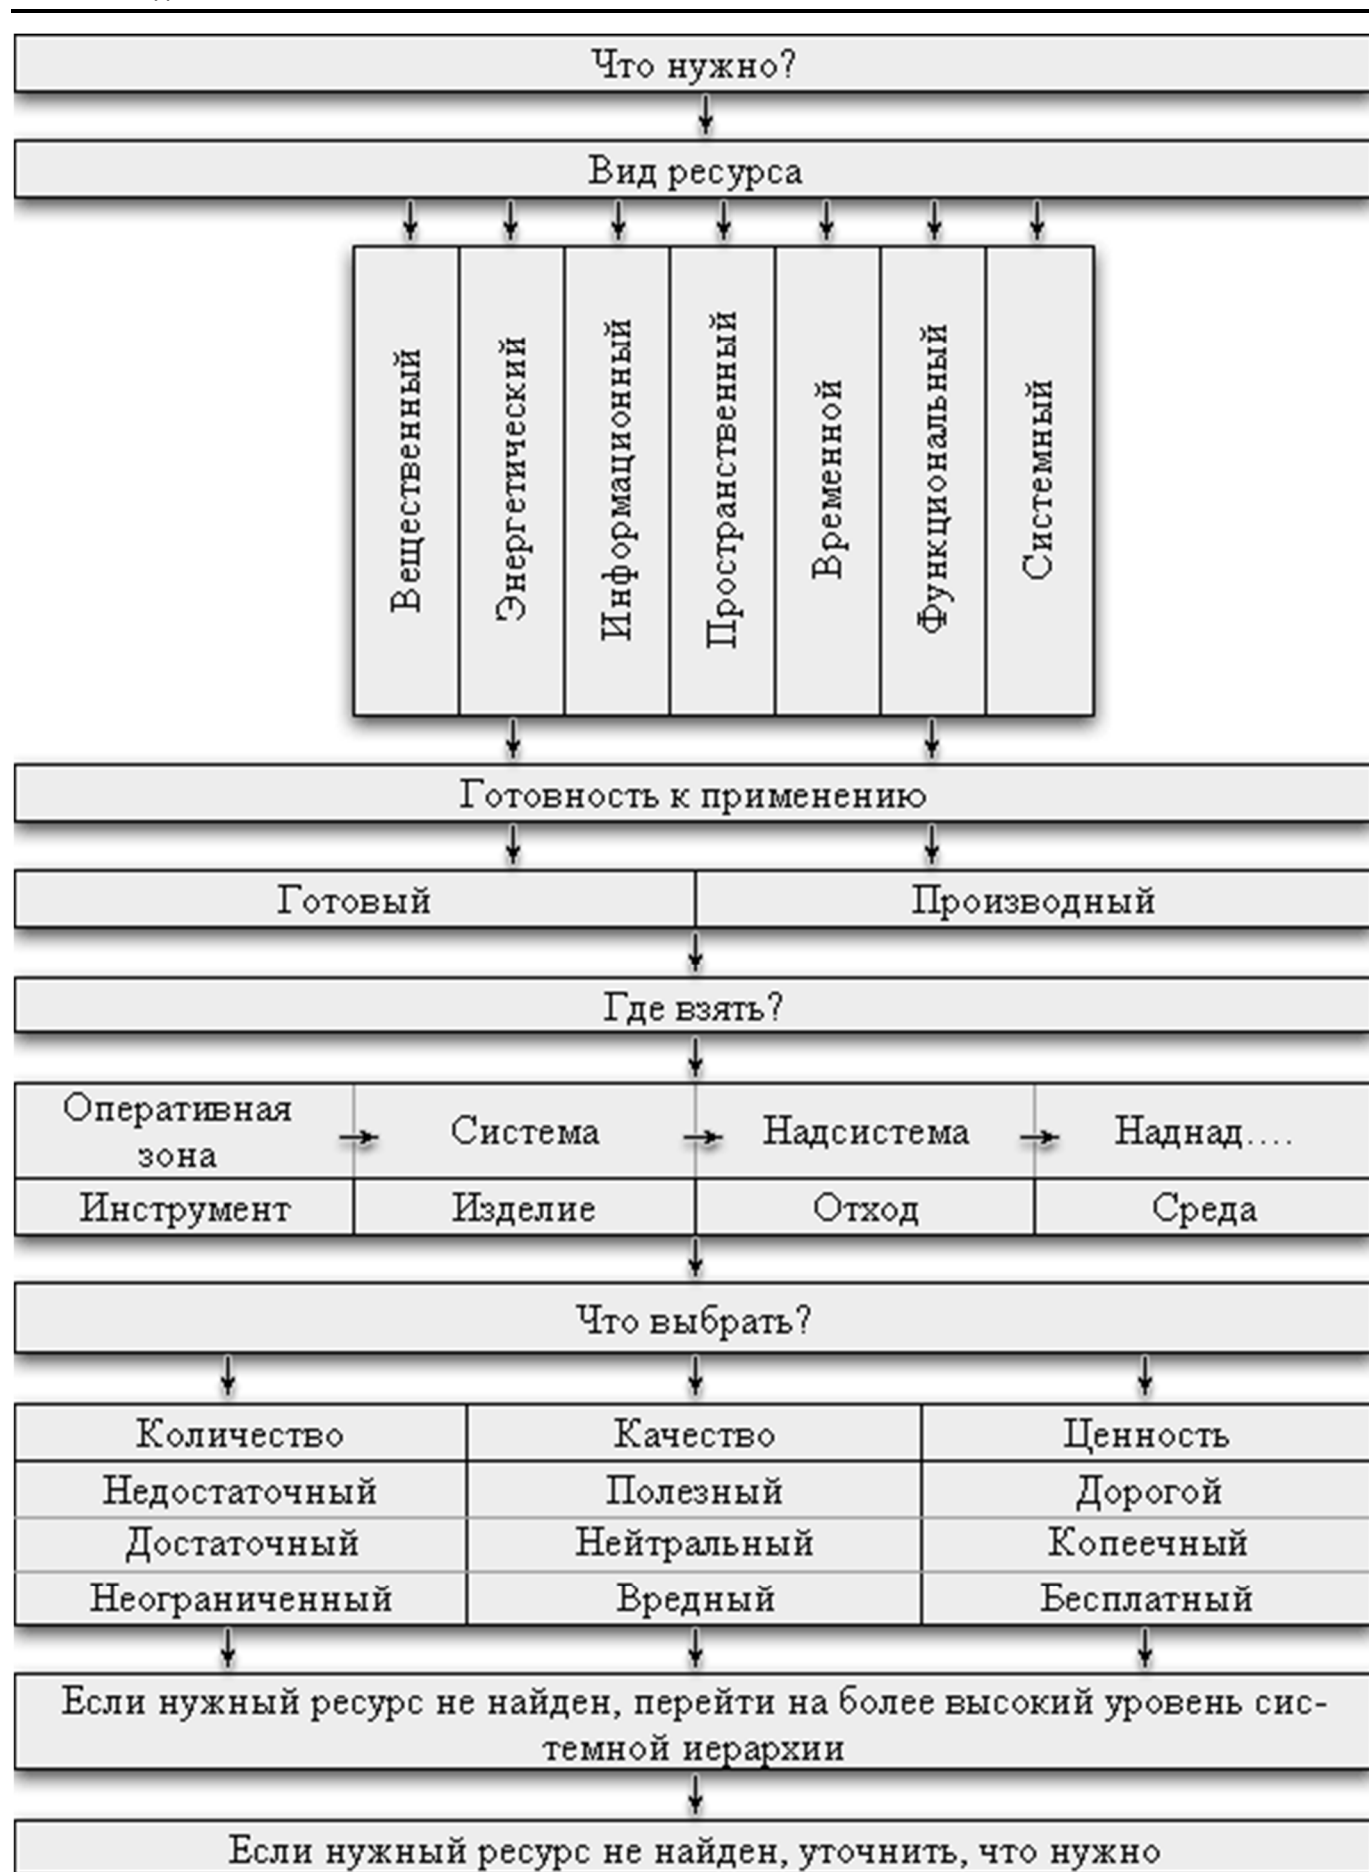 Что нужно?
Вид ресурса
Вещественный
Энергетический
Информационный
Пространственный
Временной
Функциональный
Системный
Готовность к применению
Готовый
Производный
Где взять?
Оперативная
зона
Система
Надсистема
Наднад....
Инструмент
Изделие
Отход
Среда
Что выбрать?
Количество
Качество
Ценность
Недостаточный
Полезный
Дорогой
Достаточный
Нейтральный
Копеечный
Неограниченный
Вредный
Бесплатный
Если нужный ресурс не найден, перейти на более высокий уровень сис-
темной иерархии
Если нужный ресурс не найден, уточнить, что нужно